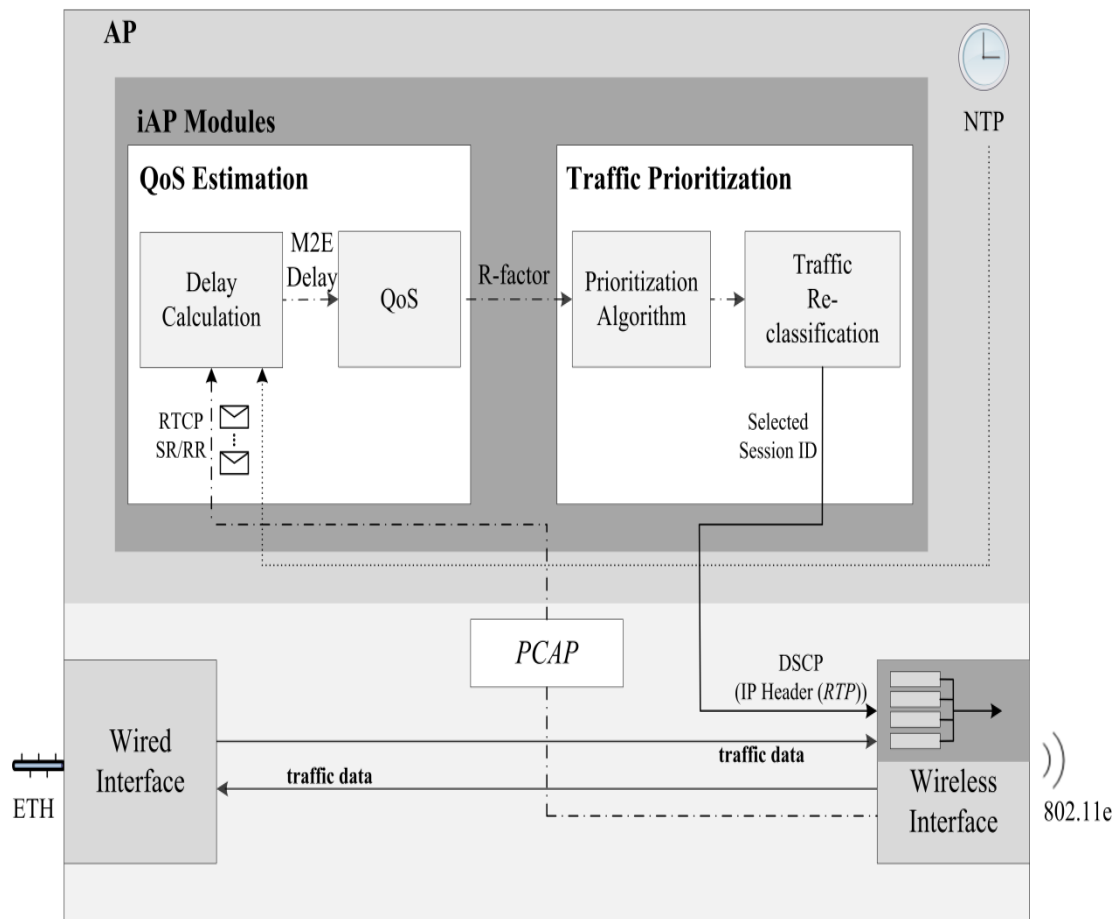 AP
NTP
iAP Modules
QoS Estimation
Traffic Prioritization
Delay
Calculation
M2E
Delay
QoS
R-factor
Prioritization
Algorithm
Traffic
Re-
classification
RTCP
SR/RR
Selected
Session ID
PCAP
DSCP
(IP Header (RTP))
Wired
Interface
traffic data
traffic data
Wireless
Interface
ETH
802.11e